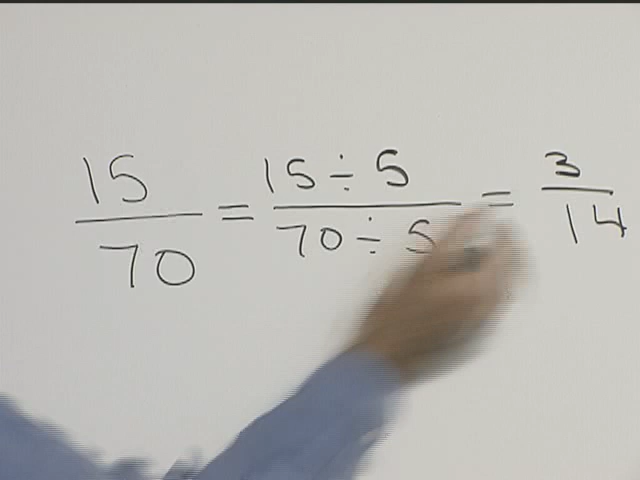 15/70 = 15 ÷ 5/70 ÷ 5 = 3/14